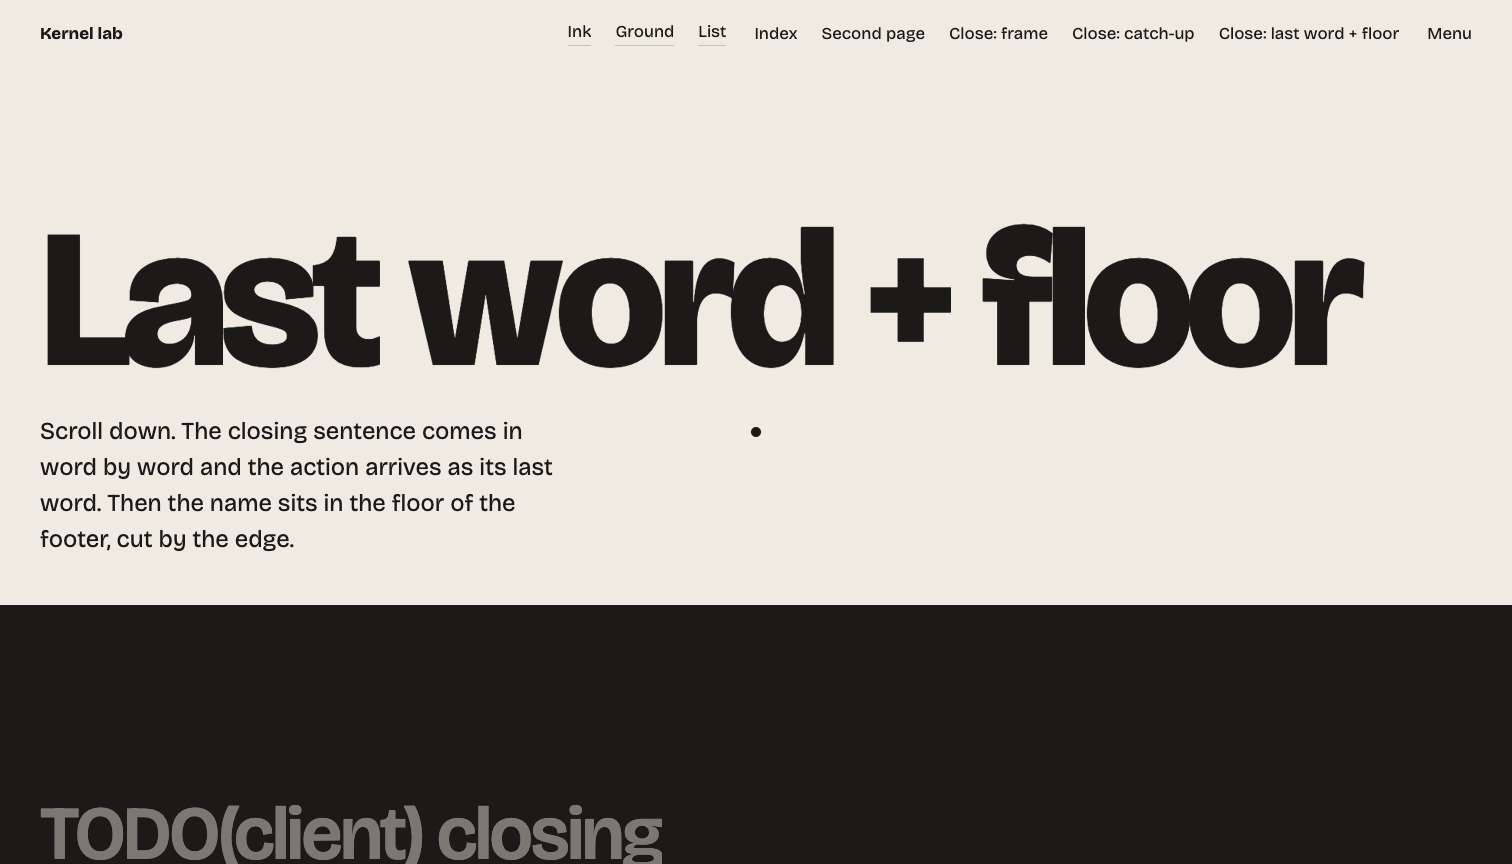 Kernel lab Ink Ground List Index Second page Close: frame Close: catch-up Close: last word + floor Menu
Last word + floor
Scroll down. The closing sentence comes in
word by word and the action arrives as its last
word. Then the name sits in the floor of the
footer, cut by the edge.
TODO(client) closing